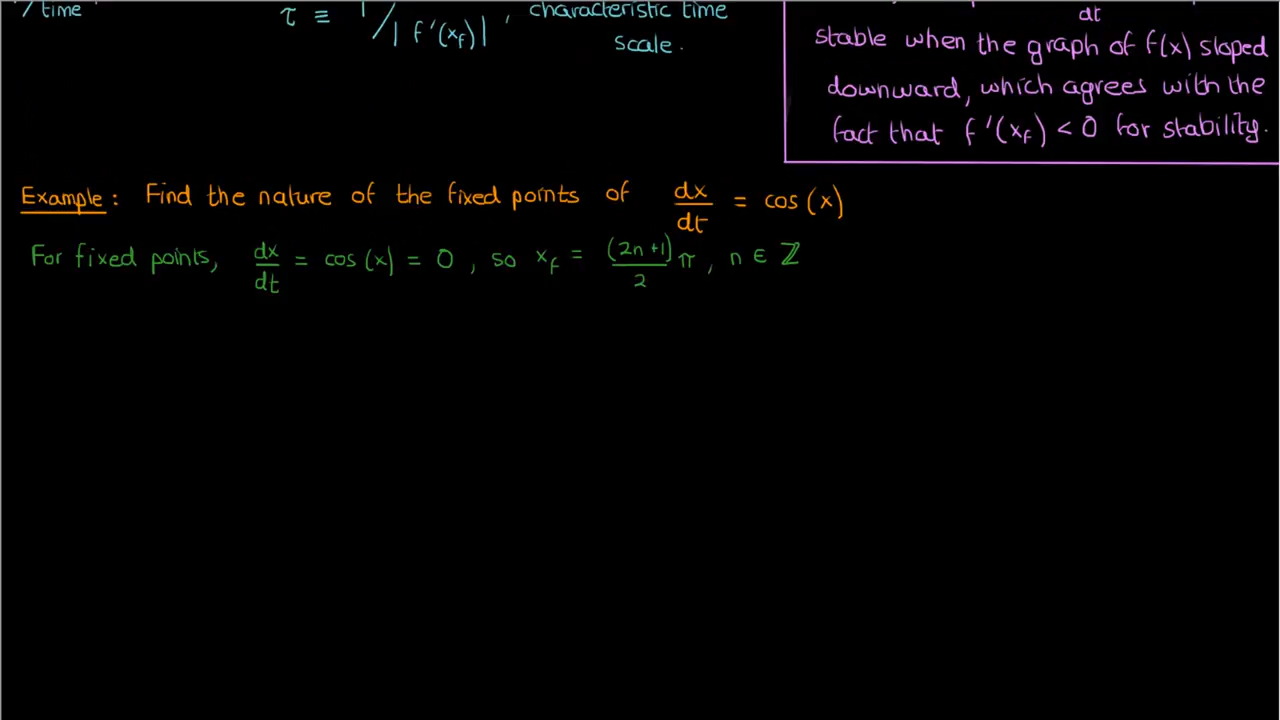 / time
τ ≡ 1/|f'(x_f)| , characteristic time
scale.
dt
stable when the graph of f(x) sloped
downward, which agrees with the
fact that f'(x_f) < 0 for stability.
Example: Find the nature of the fixed points of dx/dt = cos(x)
For fixed points, dx/dt = cos(x) = 0, so x_f = (2n+1)/2 π, n ∈ ℤ